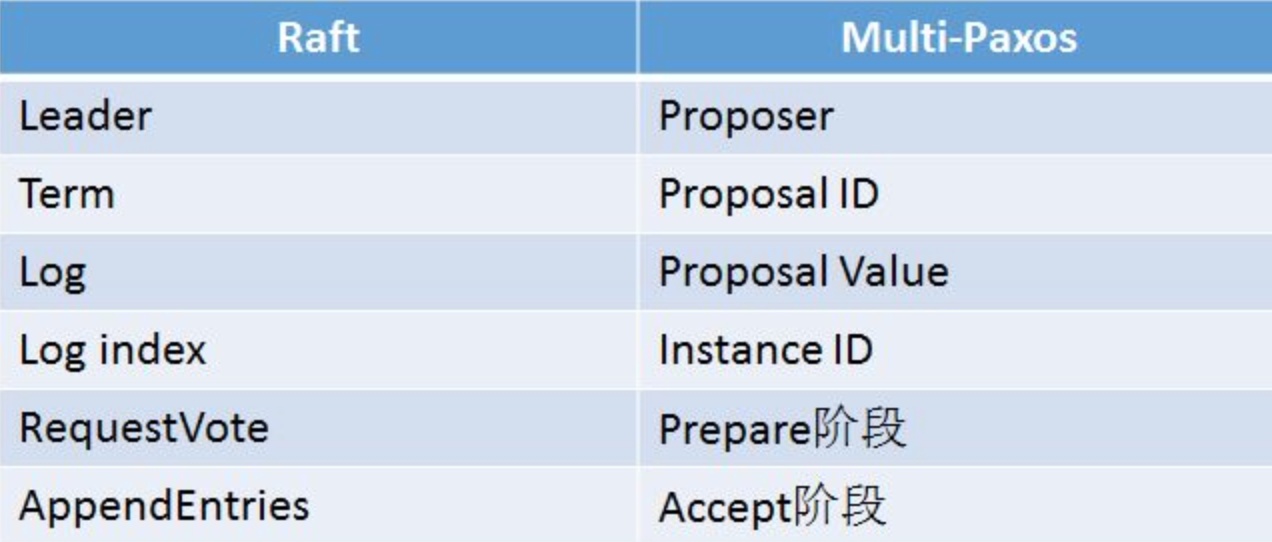 Raft Multi-Paxos
Leader Proposer
Term Proposal ID
Log Proposal Value
Log index Instance ID
RequestVote Prepare阶段
AppendEntries Accept阶段